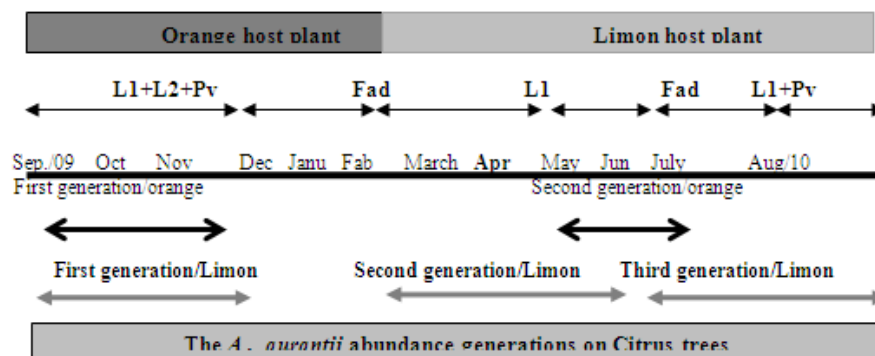 Orange host plant Limon host plant
L1+L2+Pv Fad L1 Fad L1+Pv
Sep./09 Oct Nov Dec Janu Fab March Apr May Jun July Aug/10
First generation/orange Second generation/orange
First generation/Limon Second generation/Limon Third generation/Limon
The A. aurantii abundance generations on Citrus trees